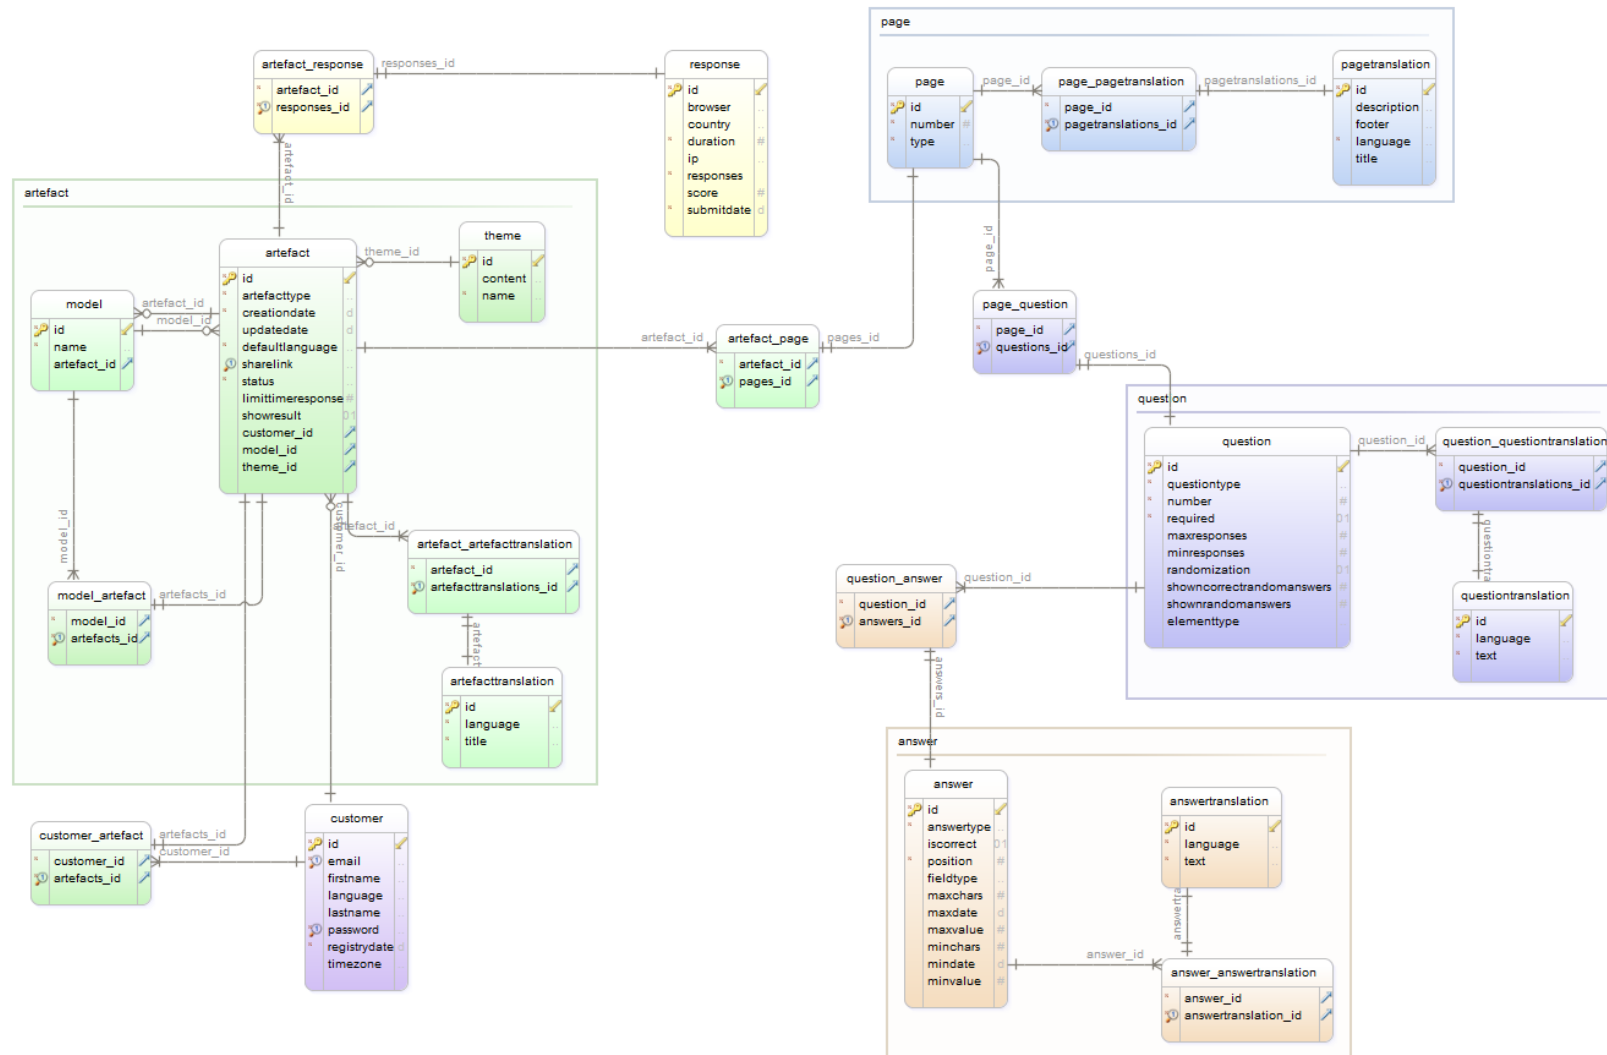 artefact_response
artefact_id
responses_id
responses_id
artefact_id
response
id
browser
country
duration
ip
responses
score
submitdate
page
page
id
number
type
page_id
page_pagetranslation
page_id
pagetranslations_id
pagetranslations_id
pagetranslation
id
description
footer
language
title
page_id
page_question
page_id
questions_id
questions_id
artefact
artefact
id
artefacttype
creationdate
updatedate
defaultlanguage
sharelink
status
limittimeresponse
showresult
customer_id
model_id
theme_id
theme_id
theme
id
content
name
model
id
name
artefact_id
artefact_id
model_id
artefact_id
artefact_page
artefact_id
pages_id
pages_id
model_id
model_artefact
model_id
artefacts_id
artefacts_id
customer_id
artefact_id
artefact_artefacttranslation
artefact_id
artefacttranslations_id
artefact
artefacttranslation
id
language
title
question
question
id
questiontype
number
required
maxresponses
minresponses
randomization
showncorrectrandomanswers
shownrandomanswers
elementtype
question_id
question_questiontranslation
question_id
questiontranslations_id
questiontra
questiontranslation
id
language
text
question_answer
question_id
answers_id
question_id
answers_id
customer_artefact
customer_id
artefacts_id
artefacts_id
customer_id
customer
id
email
firstname
language
lastname
password
registrydate
timezone
answer
answer
id
answertype
iscorrect
position
fieldtype
maxchars
maxdate
maxvalue
minchars
mindate
minvalue
answertranslation
id
language
text
answertra
answer_id
answer_answertranslation
answer_id
answertranslation_id